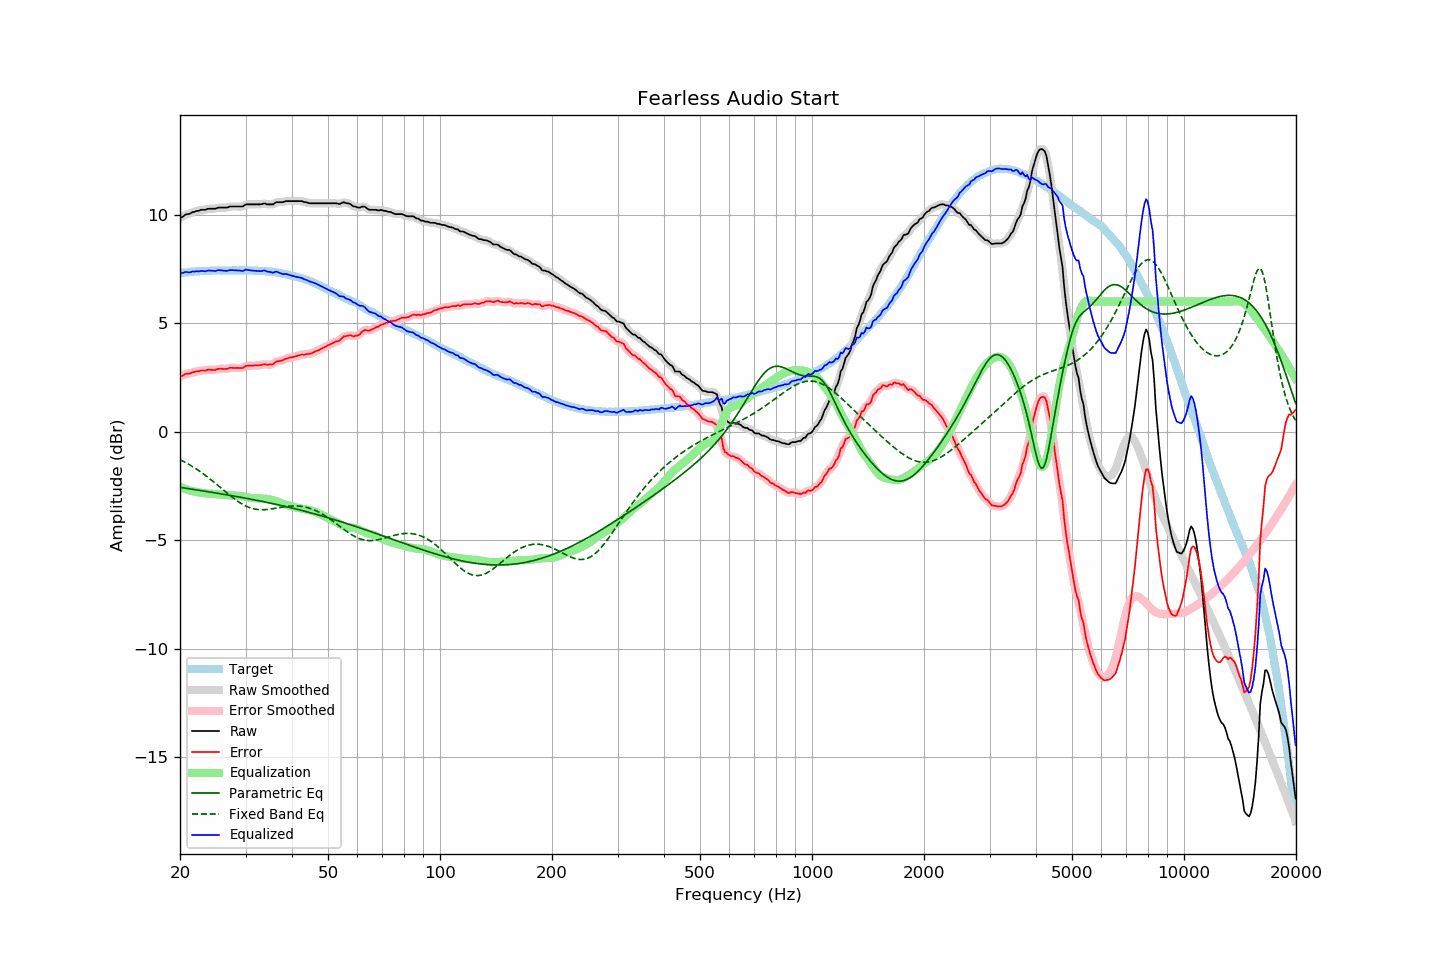 Fearless Audio Start
Amplitude (dBr)
10
5
0
−5
−10
−15
Target
Raw Smoothed
Error Smoothed
Raw
Error
Equalization
Parametric Eq
Fixed Band Eq
Equalized
20 50 100 200 500 1000 2000 5000 10000 20000
Frequency (Hz)